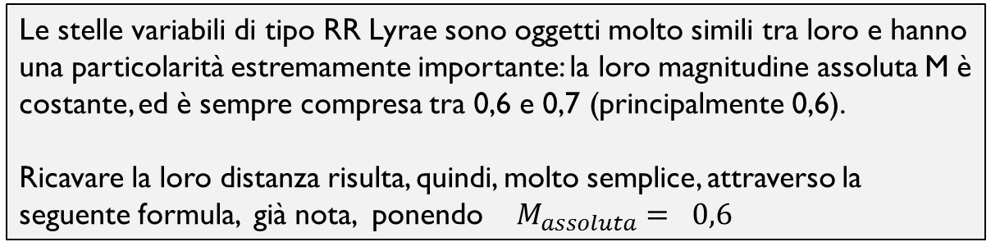 Le stelle variabili di tipo RR Lyrae sono oggetti molto simili tra loro e hanno
una particolarità estremamente importante: la loro magnitudine assoluta M è
costante, ed è sempre compresa tra 0,6 e 0,7 (principalmente 0,6).
Ricavare la loro distanza risulta, quindi, molto semplice, attraverso la
seguente formula, già nota, ponendo M_assoluta = 0,6